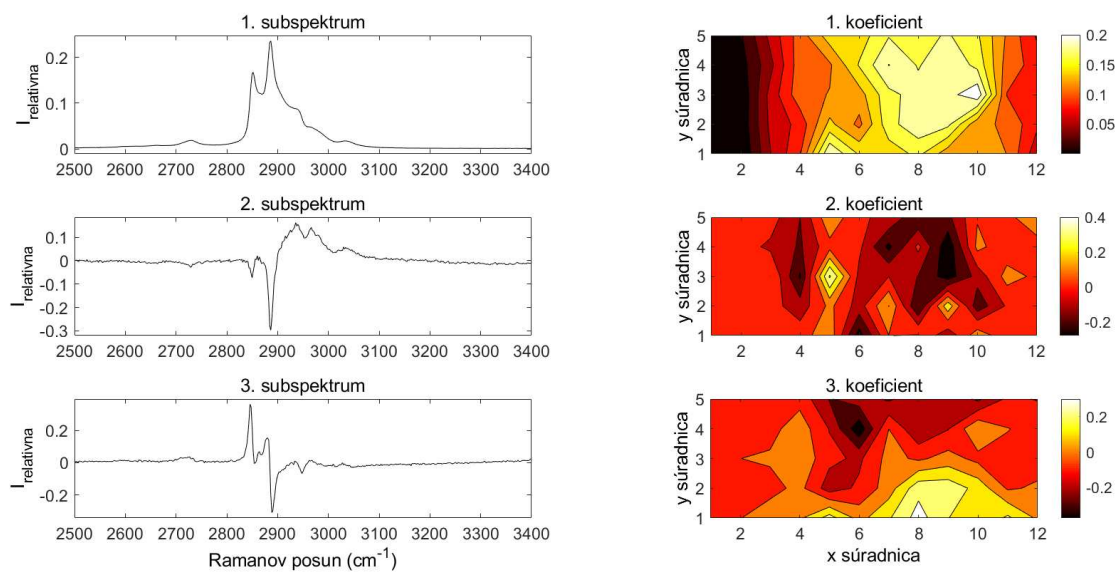 1. subspektrum
0.2
0.1
0
I relativna
2500 2600 2700 2800 2900 3000 3100 3200 3300 3400
1. koeficient
5
4
3
2
1
y súradnica
2 4 6 8 10 12
0.2
0.15
0.1
0.05
2. subspektrum
0.1
0
-0.1
-0.2
-0.3
I relativna
2500 2600 2700 2800 2900 3000 3100 3200 3300 3400
2. koeficient
5
4
3
2
1
y súradnica
2 4 6 8 10 12
0.4
0.2
0
-0.2
3. subspektrum
0.2
0
-0.2
I relativna
2500 2600 2700 2800 2900 3000 3100 3200 3300 3400
Ramanov posun (cm-1)
3. koeficient
5
4
3
2
1
y súradnica
2 4 6 8 10 12
x súradnica
0.2
0
-0.2